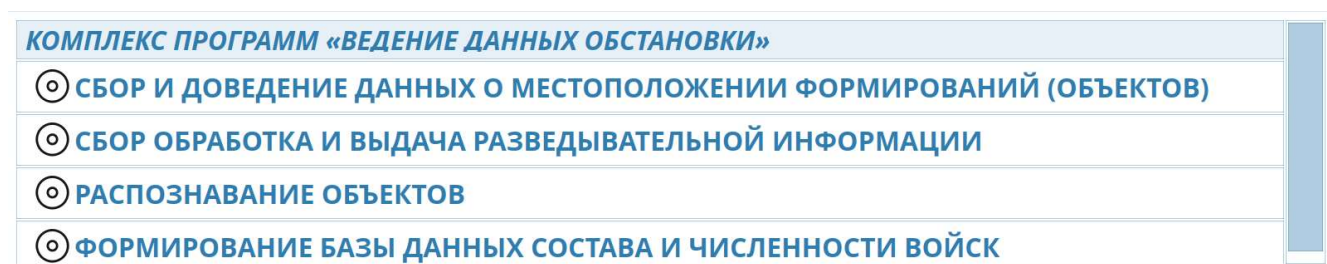 КОМПЛЕКС ПРОГРАММ «ВЕДЕНИЕ ДАННЫХ ОБСТАНОВКИ»
СБОР И ДОВЕДЕНИЕ ДАННЫХ О МЕСТОПОЛОЖЕНИИ ФОРМИРОВАНИЙ (ОБЪЕКТОВ)
СБОР ОБРАБОТКА И ВЫДАЧА РАЗВЕДЫВАТЕЛЬНОЙ ИНФОРМАЦИИ
РАСПОЗНАВАНИЕ ОБЪЕКТОВ
ФОРМИРОВАНИЕ БАЗЫ ДАННЫХ СОСТАВА И ЧИСЛЕННОСТИ ВОЙСК